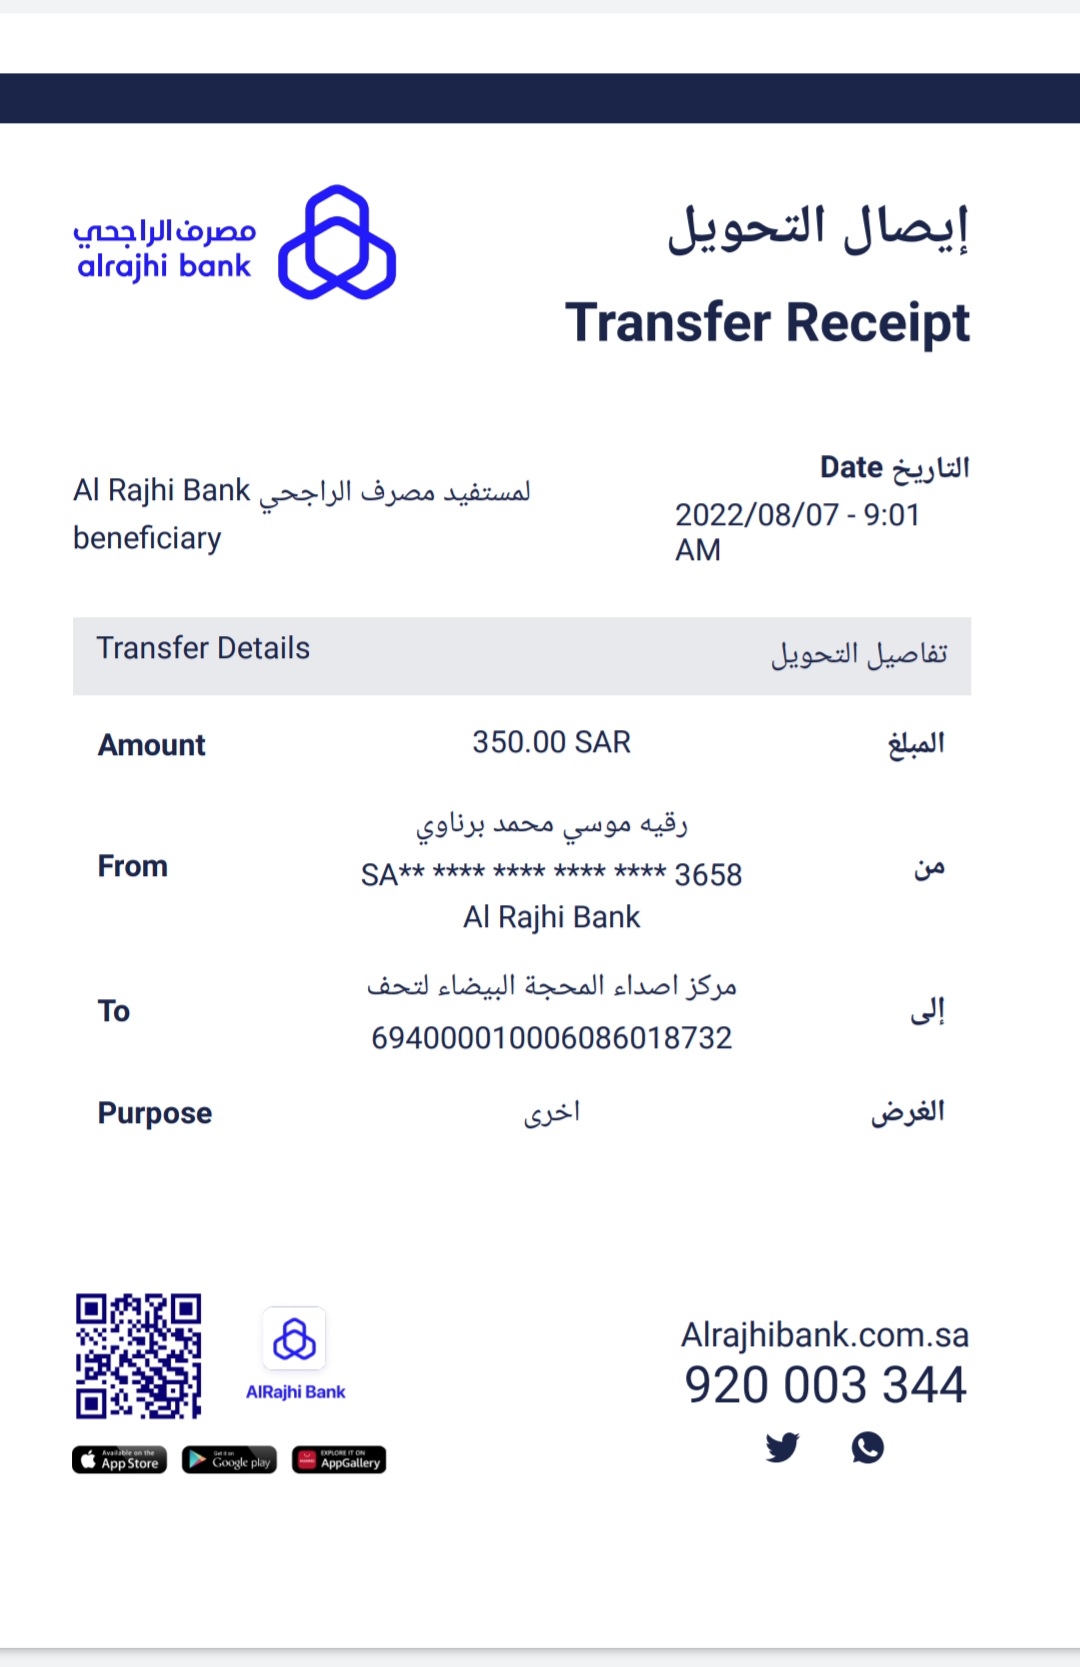 مصرف الراجحي
alrajhi bank
إيصال التحويل
Transfer Receipt
التاريخ Date
2022/08/07 - 9:01
AM
لمستفيد مصرف الراجحي Al Rajhi Bank
beneficiary
Transfer Details تفاصيل التحويل
Amount 350.00 SAR المبلغ
رقيه موسي محمد برناوي
From SA** **** **** **** **** 3658 من
Al Rajhi Bank
مركز اصداء المحجة البيضاء لتحف
To إلى
694000010006086018732
Purpose اخرى الغرض
AlRajhi Bank
Available on the
App Store
Get it on
Google play
EXPLORE IT ON
AppGallery
Alrajhibank.com.sa
920 003 344